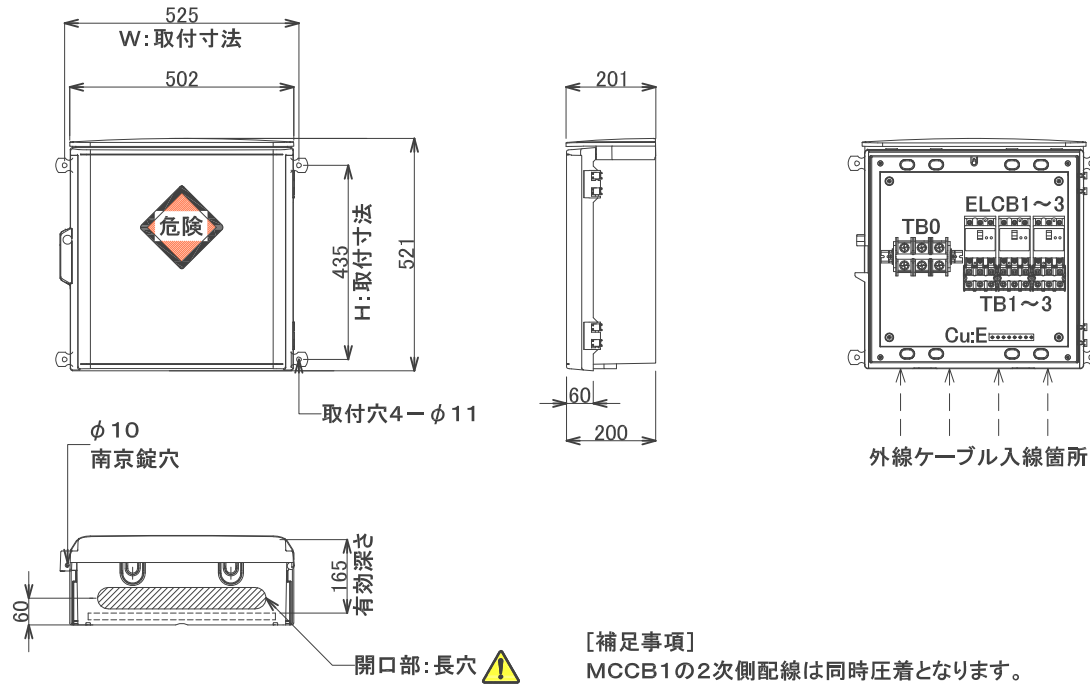 525
W:取付寸法
502
危険
435
H:取付寸法
521
取付穴4-φ11
201
60
200
TB0
ELCB1～3
TB1～3
Cu:E
外線ケーブル入線箇所
φ10
南京錠穴
60
165
有効深さ
開口部:長穴
[補足事項]
MCCB1の2次側配線は同時圧着となります。